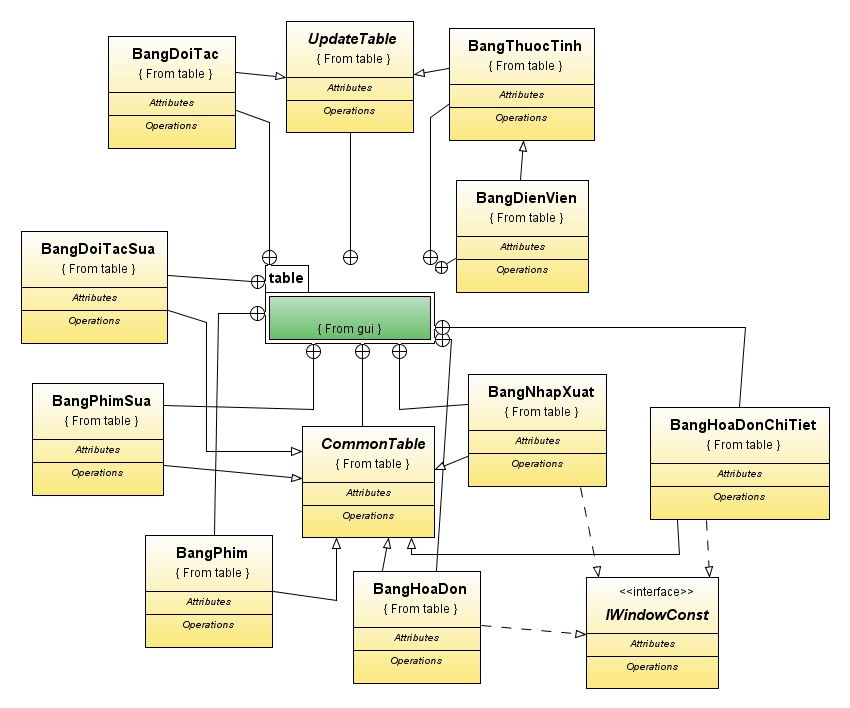 BangDoiTac
{ From table }
Attributes
Operations
UpdateTable
{ From table }
Attributes
Operations
BangThuocTinh
{ From table }
Attributes
Operations
BangDienVien
{ From table }
Attributes
Operations
BangDoiTacSua
{ From table }
Attributes
Operations
table
{ From gui }
BangPhimSua
{ From table }
Attributes
Operations
CommonTable
{ From table }
Attributes
Operations
BangNhapXuat
{ From table }
Attributes
Operations
BangHoaDonChiTiet
{ From table }
Attributes
Operations
BangPhim
{ From table }
Attributes
Operations
BangHoaDon
{ From table }
Attributes
Operations
<<interface>>
IWindowConst
Attributes
Operations